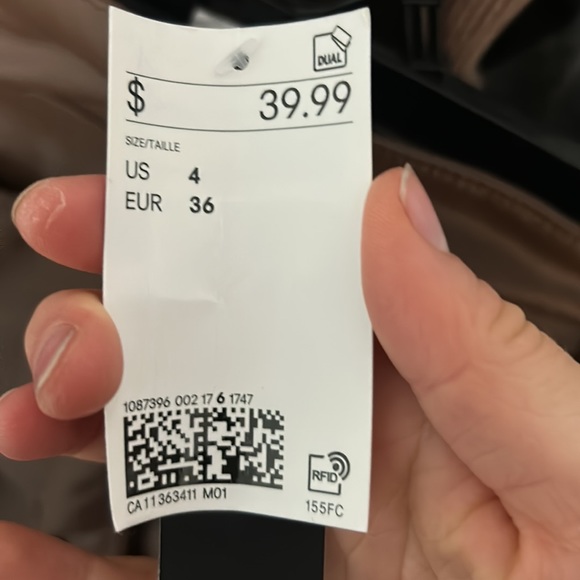 DUAL
$ 39.99
SIZE/TAILLE
US 4
EUR 36
1087396 002 17 6 1747
RFID
CA11363411 M01
155FC